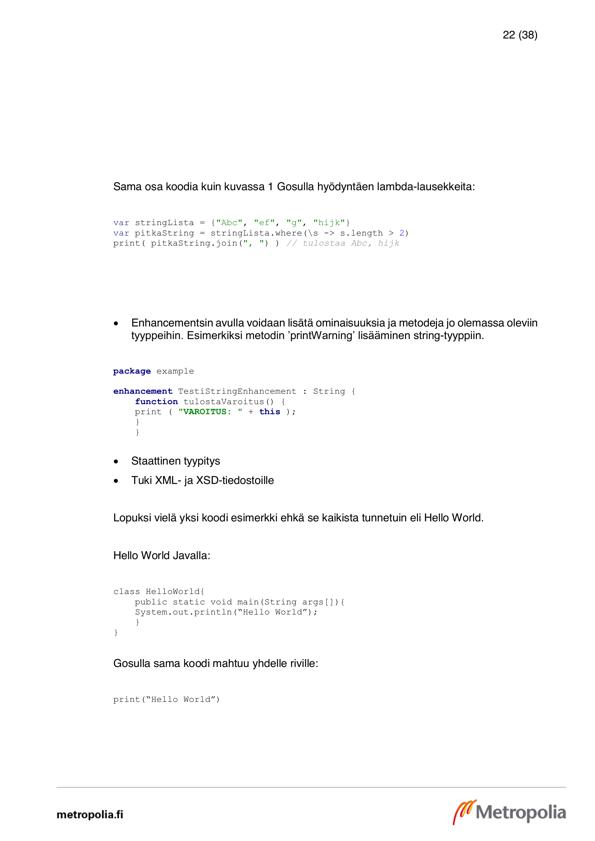 22 (38)
Sama osa koodia kuin kuvassa 1 Gosulla hyödyntäen lambda-lausekkeita:
var stringLista = {"Abc", "ef", "g", "hijk"}
var pitkaString = stringLista.where(\s -> s.length > 2)
print( pitkaString.join(", ") ) // tulostaa Abc, hijk
• Enhancementsin avulla voidaan lisätä ominaisuuksia ja metodeja jo olemassa oleviin
tyyppeihin. Esimerkiksi metodin ’printWarning’ lisääminen string-tyyppiin.
package example
enhancement TestiStringEnhancement : String {
function tulostaVaroitus() {
print ( "VAROITUS: " + this );
}
}
• Staattinen tyypitys
• Tuki XML- ja XSD-tiedostoille
Lopuksi vielä yksi koodi esimerkki ehkä se kaikista tunnetuin eli Hello World.
Hello World Javalla:
class HelloWorld{
public static void main(String args[]){
System.out.println(“Hello World”);
}
}
Gosulla sama koodi mahtuu yhdelle riville:
print(“Hello World”)
metropolia.fi
Metropolia